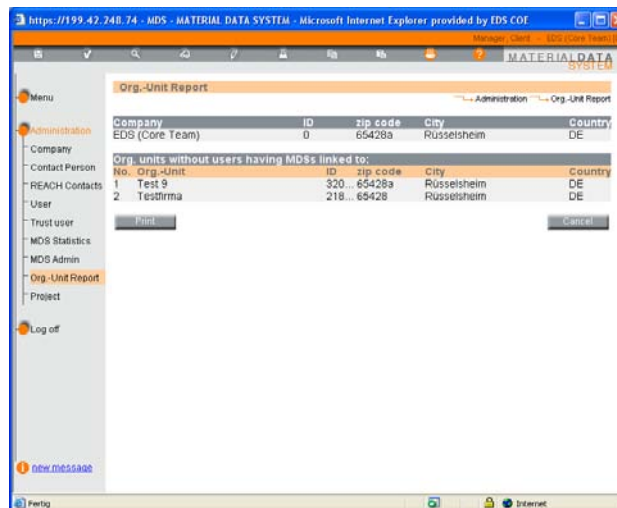 https://199.42.248.74 - MDS - MATERIAL DATA SYSTEM - Microsoft Internet Explorer provided by EDS COE
Manager, Client - EDS (Core Team)
MATERIAL DATA
SYSTEM
Menu
Administration
Company
Contact Person
REACH Contacts
User
Trust user
MDS Statistics
MDS Admin
Org.-Unit Report
Project
Log off
new message
Org.-Unit Report
Administration Org.-Unit Report
Company ID zip code City Country
EDS (Core Team) 0 65428a Rüsselsheim DE
Org. units without users having MDSs linked to:
No. Org.-Unit ID zip code City Country
1 Test 9 320... 65428a Rüsselsheim DE
2 Testfirma 218... 65428 Rüsselsheim DE
Print Cancel
Fertig Internet